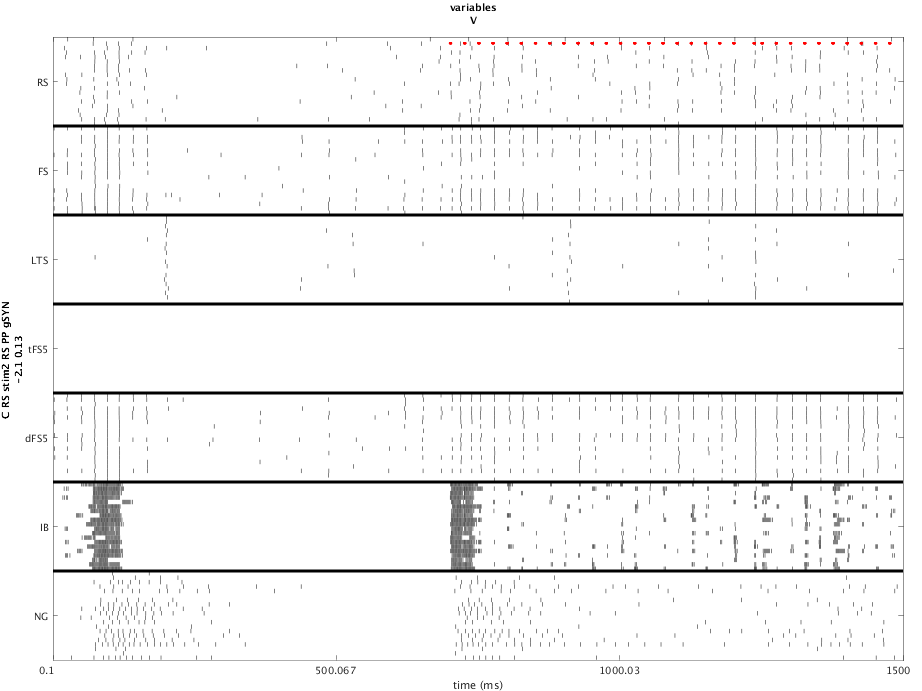 variables
V
C RS stim2 RS PP gSYN
-2.1 0.13
RS
FS
LTS
tFS5
dFS5
IB
NG
0.1
500.067
1000.03
1500
time (ms)